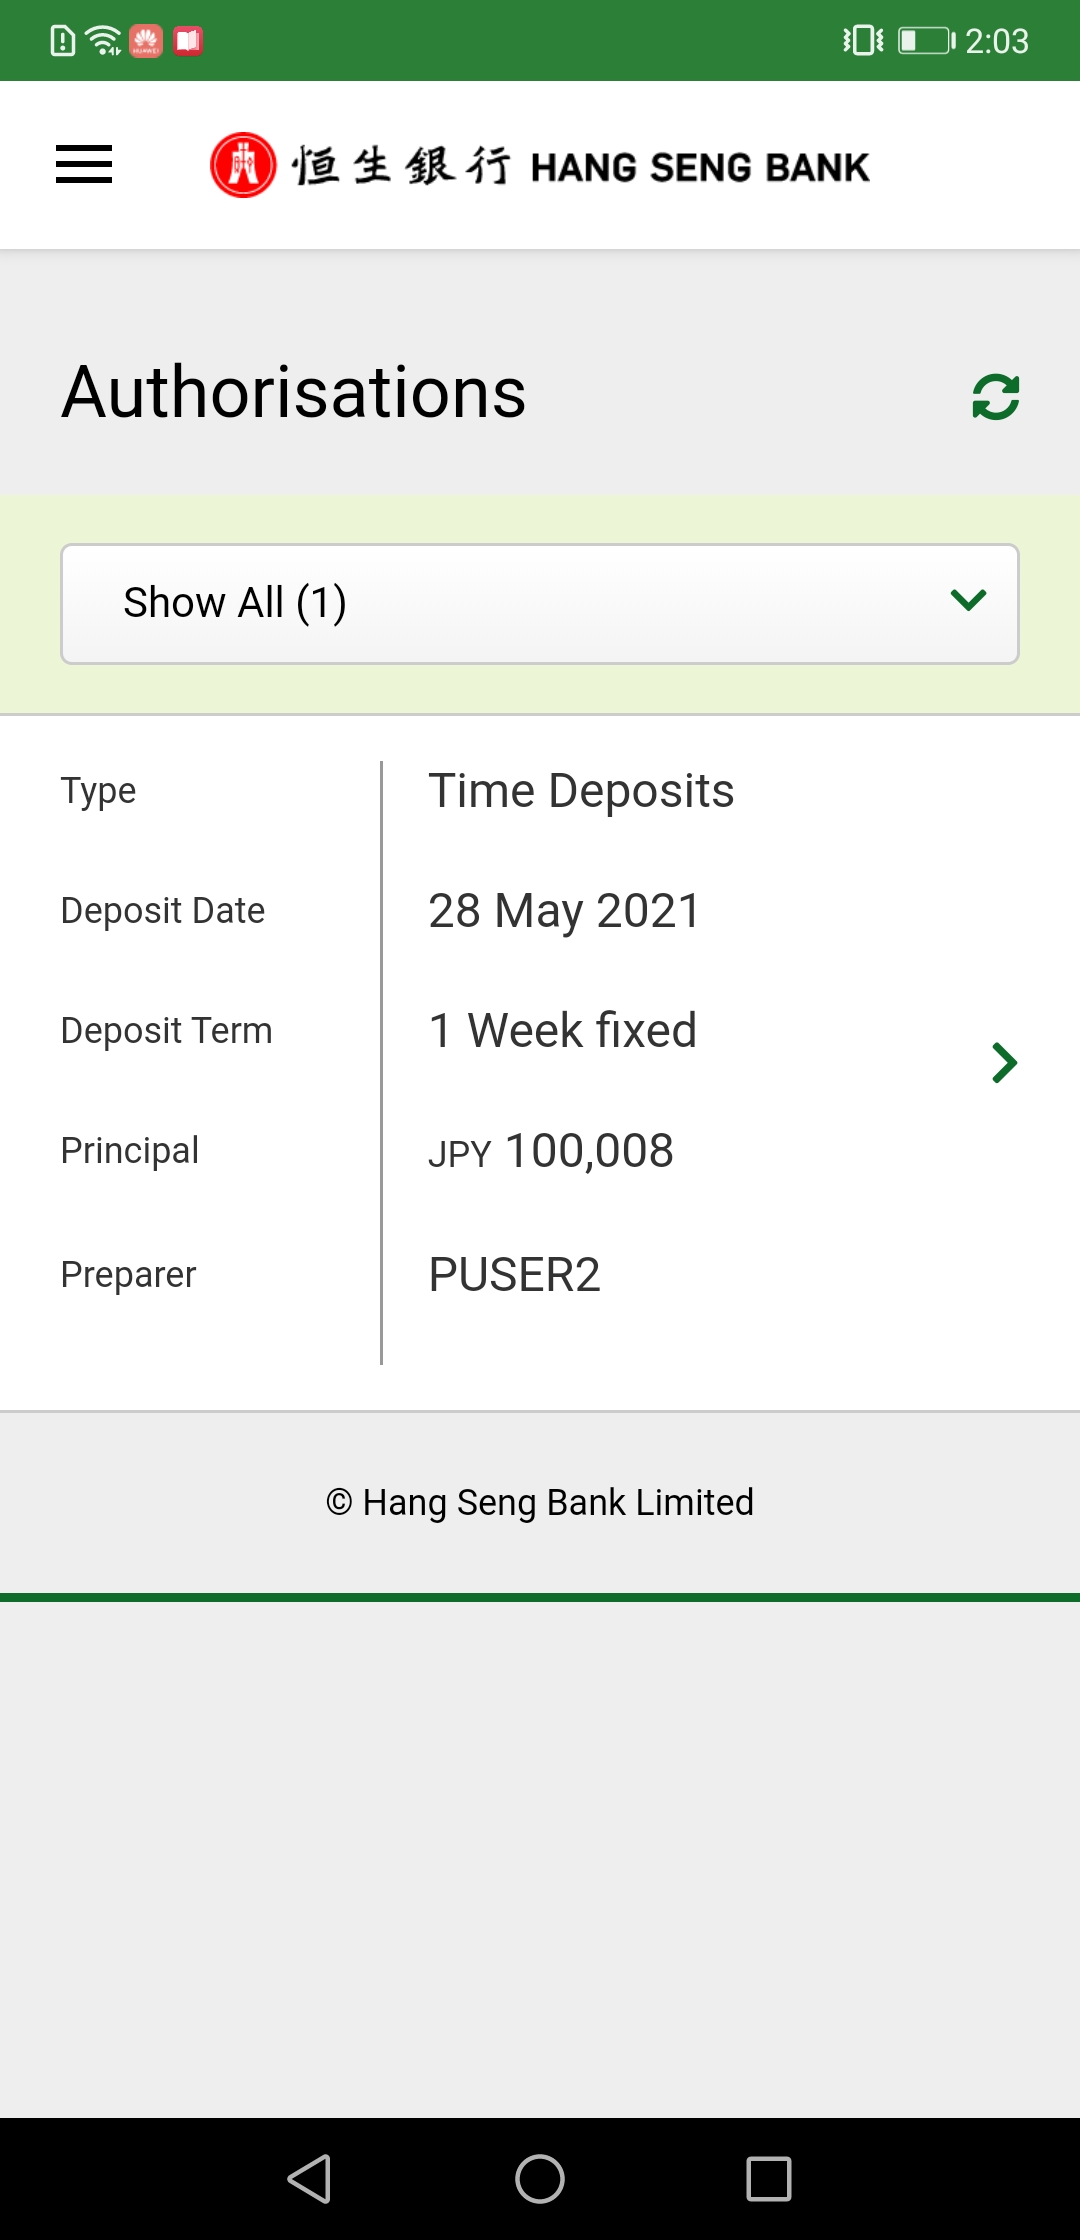 2:03
恒生銀行 HANG SENG BANK
Authorisations
Show All (1)
Type Time Deposits
Deposit Date 28 May 2021
Deposit Term 1 Week fixed
Principal JPY 100,008
Preparer PUSER2
© Hang Seng Bank Limited